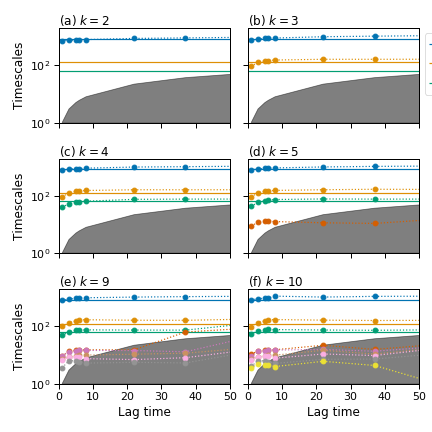 (a) k = 2
(b) k = 3
Timescales
10²
10⁰
(c) k = 4
(d) k = 5
Timescales
10²
10⁰
(e) k = 9
(f) k = 10
Timescales
10²
10⁰
0 10 20 30 40 50
0 10 20 30 40 50
Lag time
Lag time